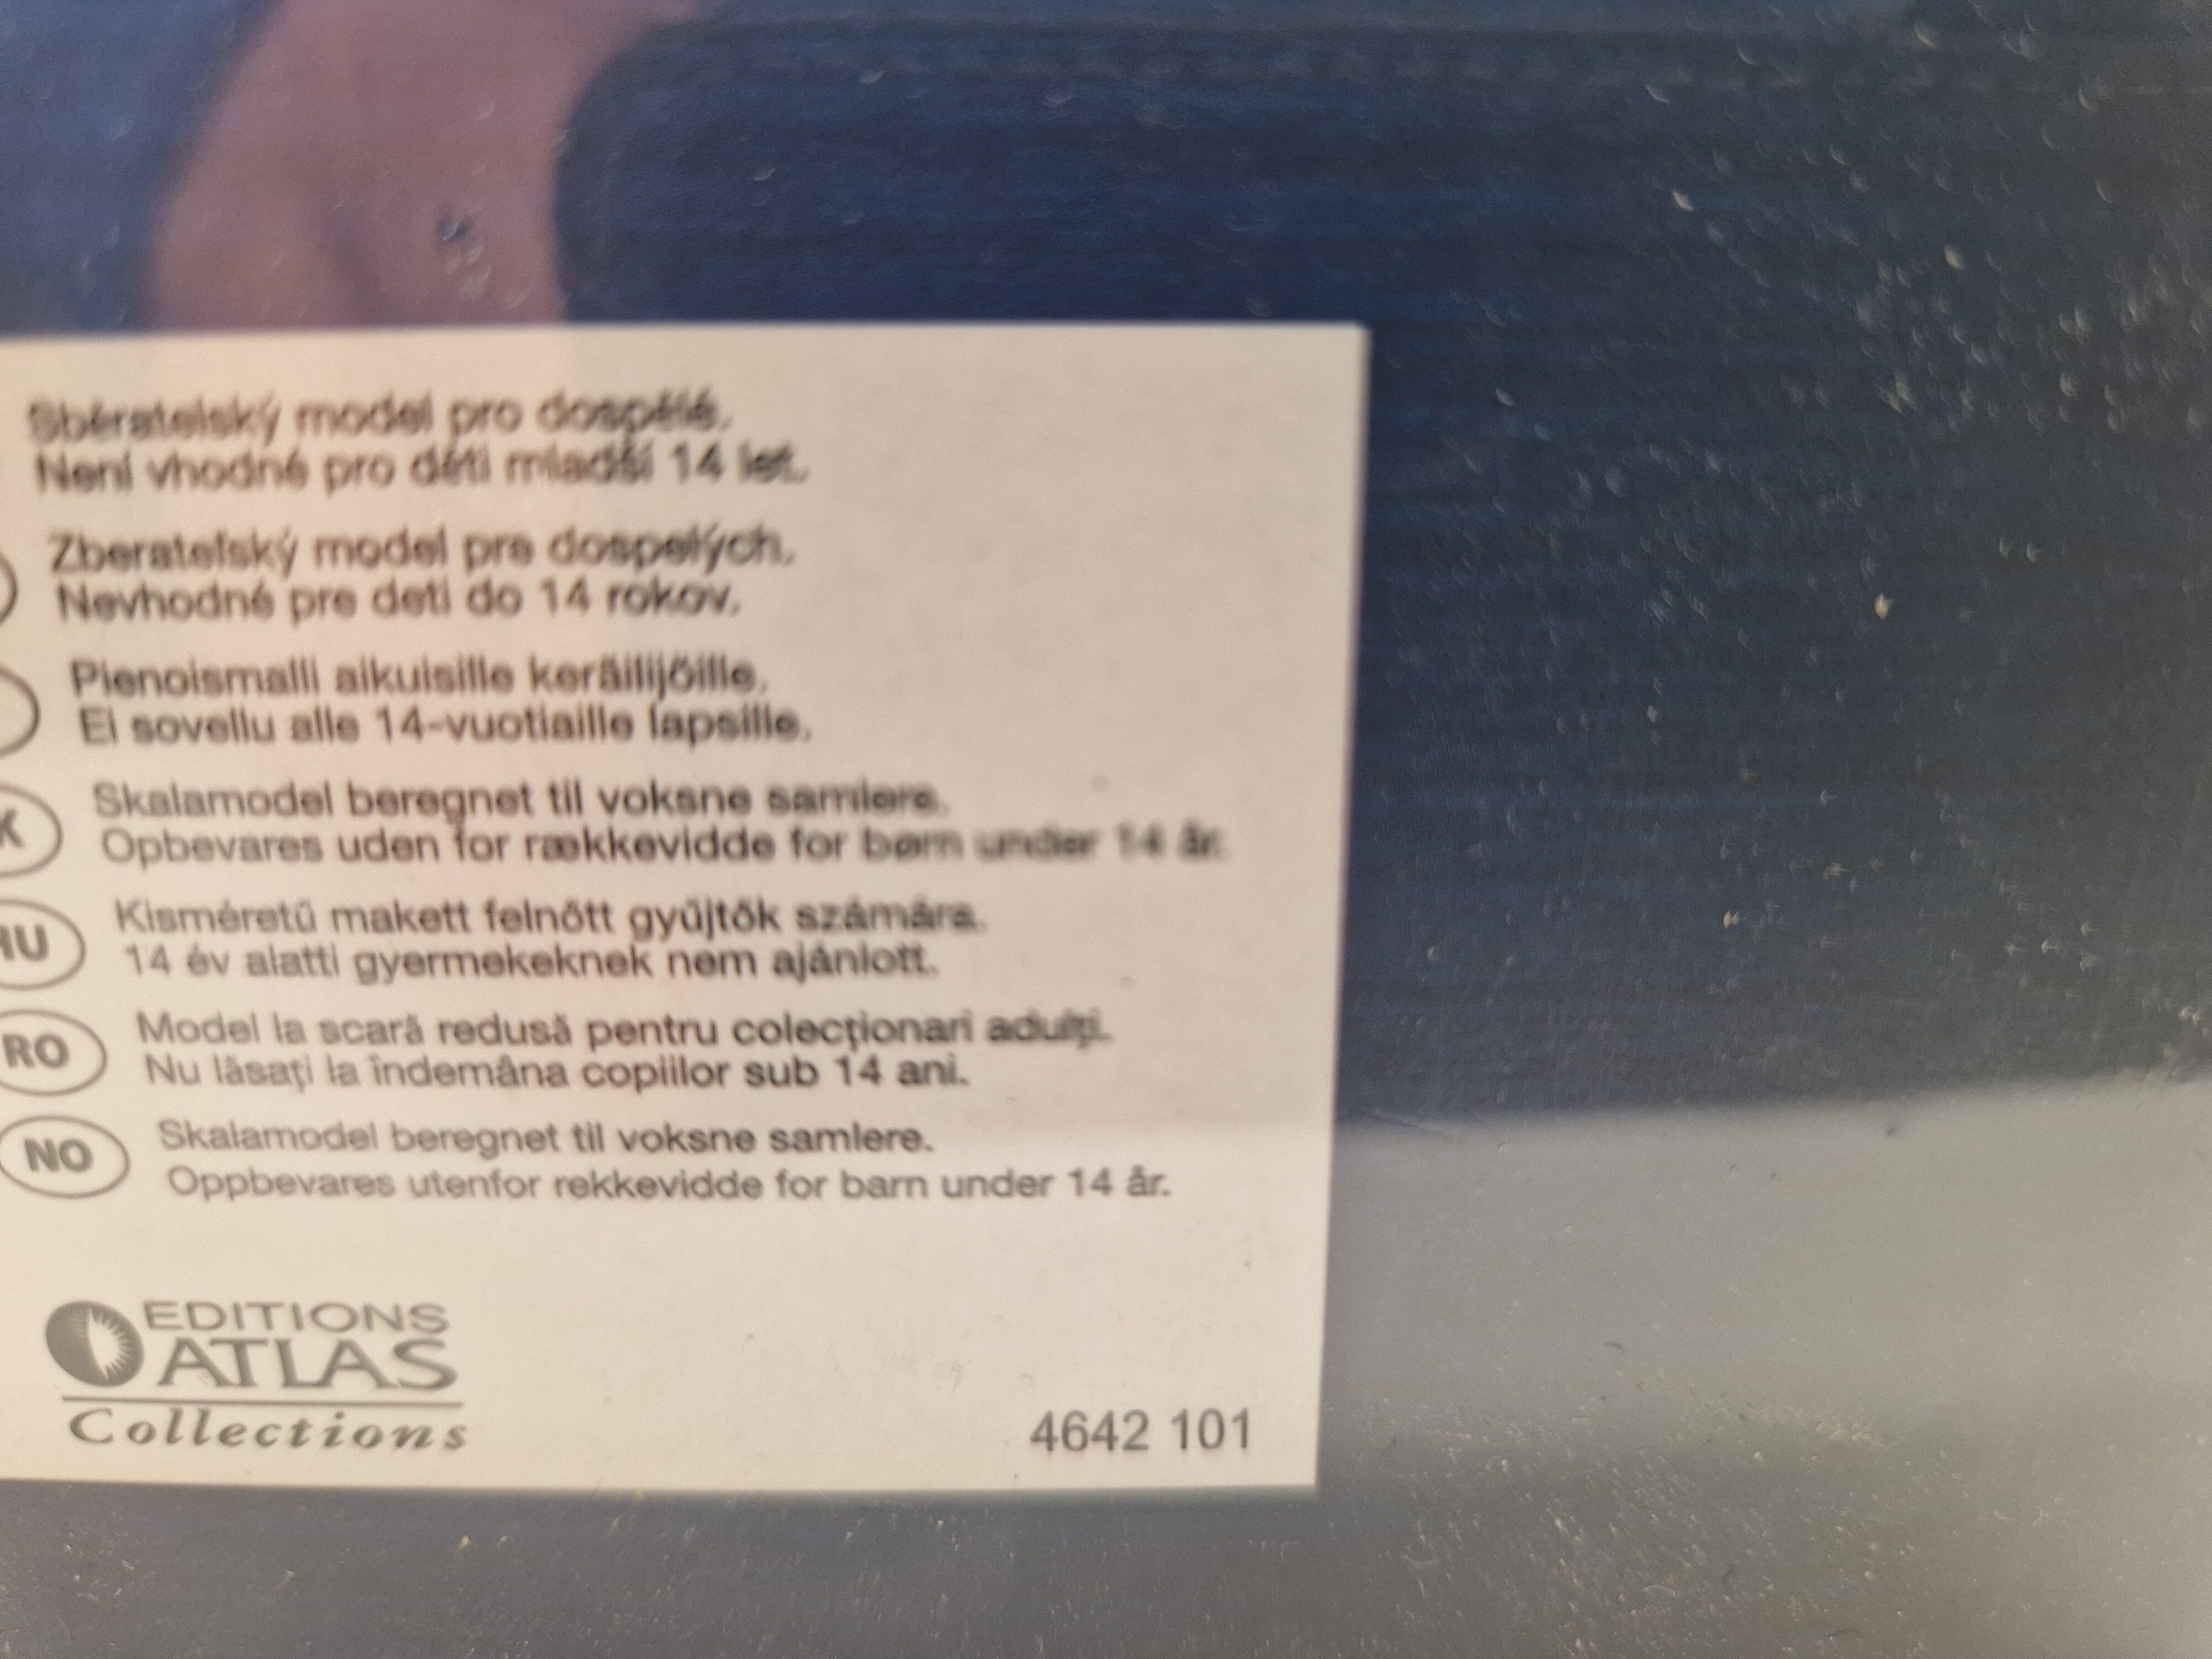 Sběratelský model pro dospělé.
Není vhodné pro děti mladší 14 let.
Zberateľský model pre dospelých.
Nevhodné pre deti do 14 rokov.
Pienoismalli aikuisille keräilijöille.
Ei sovellu alle 14-vuotiaille lapsille.
K Skalamodel beregnet til voksne samlere.
Opbevares uden for rækkevidde for børn under 14 år.
HU Kisméretű makett felnőtt gyűjtők számára.
14 év alatti gyermekeknek nem ajánlott.
RO Model la scară redusă pentru colecționari adulți.
Nu lăsați la îndemâna copiilor sub 14 ani.
NO Skalamodel beregnet til voksne samlere.
Oppbevares utenfor rekkevidde for barn under 14 år.
EDITIONS
ATLAS
Collections
4642 101